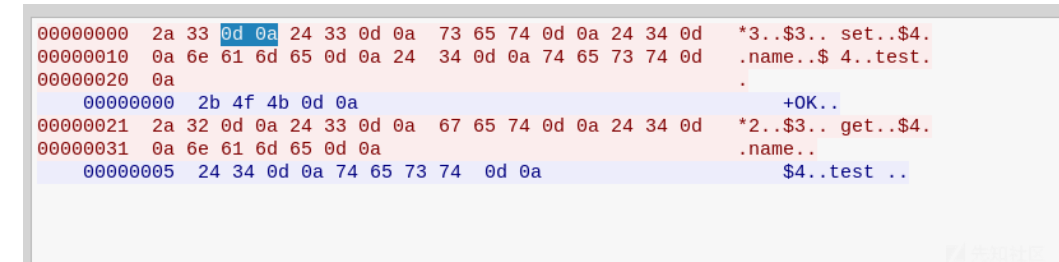 00000000  2a 33 0d 0a 24 33 0d 0a  73 65 74 0d 0a 24 34 0d   *3..$3.. set..$4.
00000010  0a 6e 61 6d 65 0d 0a 24  34 0d 0a 74 65 73 74 0d   .name..$ 4..test.
00000020  0a                                                 .
    00000000  2b 4f 4b 0d 0a                                     +OK..
00000021  2a 32 0d 0a 24 33 0d 0a  67 65 74 0d 0a 24 34 0d   *2..$3.. get..$4.
00000031  0a 6e 61 6d 65 0d 0a                               .name..
    00000005  24 34 0d 0a 74 65 73 74  0d 0a                     $4..test ..